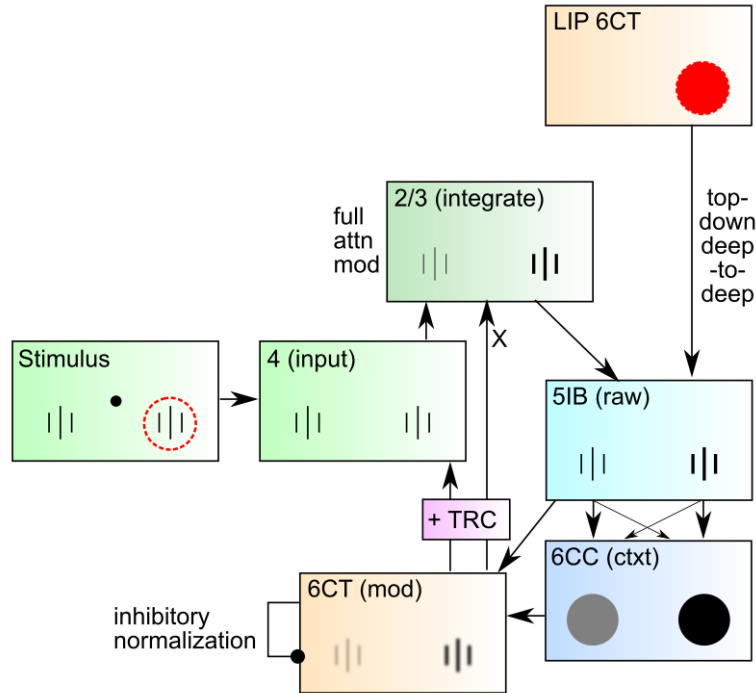 LIP 6CT
2/3 (integrate)
full
attn
mod
top-
down
deep
-to-
deep
X
Stimulus
4 (input)
5IB (raw)
+ TRC
6CC (ctxt)
6CT (mod)
inhibitory
normalization